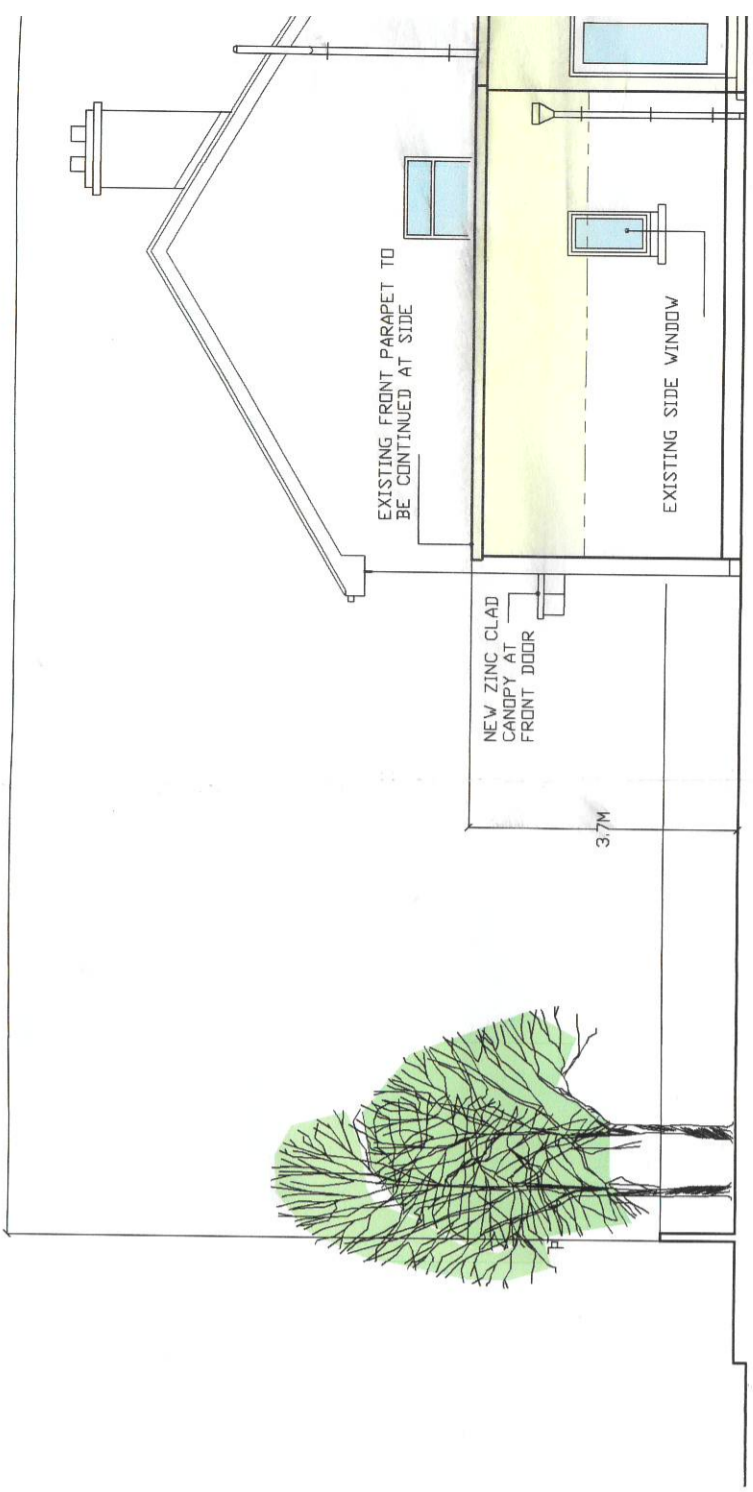 EXISTING FRONT PARAPET TO
BE CONTINUED AT SIDE
NEW ZINC CLAD
CANOPY AT
FRONT DOOR
EXISTING SIDE WINDOW
3.7M